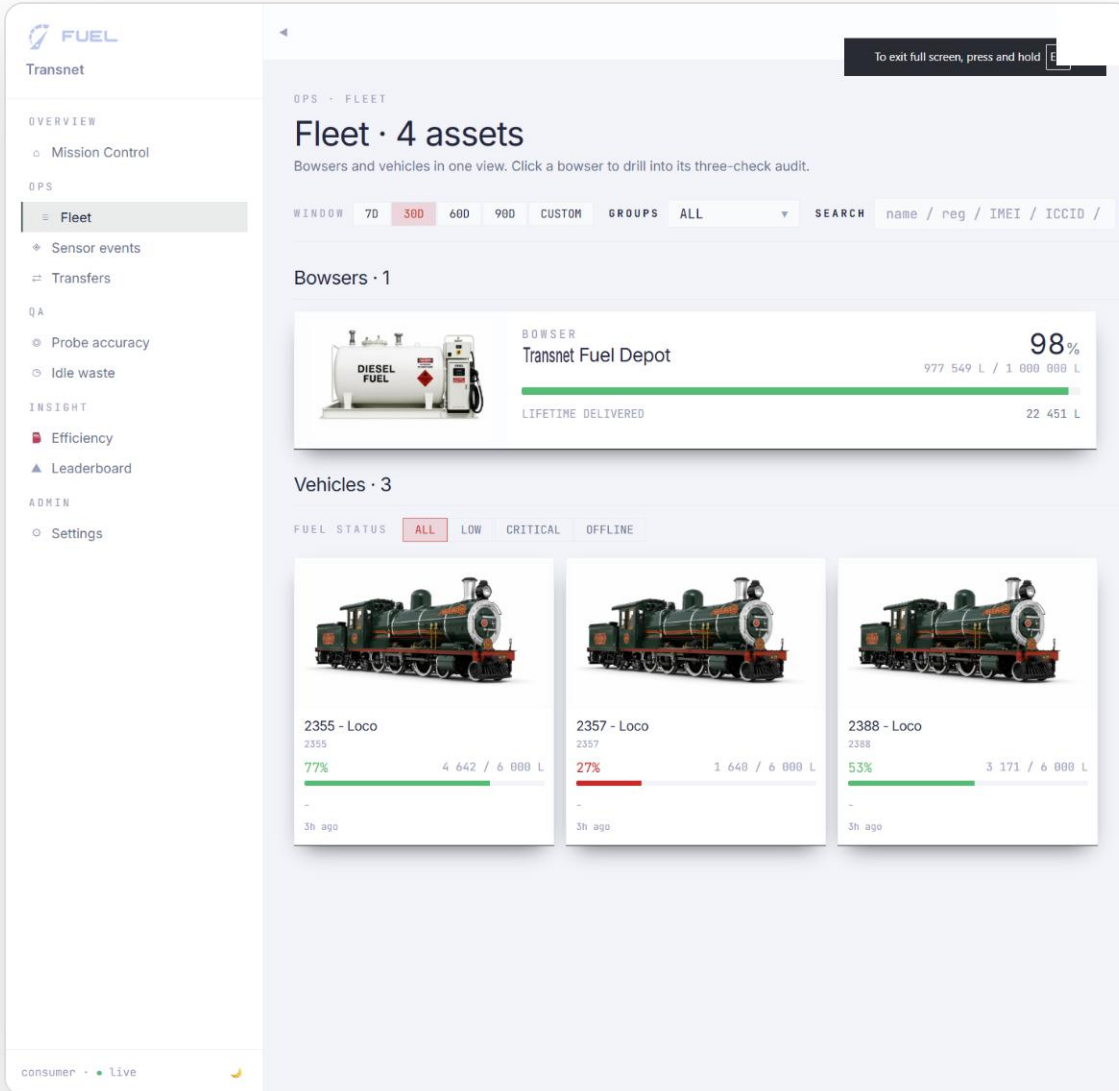 FUEL
Transnet
OVERVIEW
Mission Control
OPS
Fleet
Sensor events
Transfers
QA
Probe accuracy
Idle waste
INSIGHT
Efficiency
Leaderboard
ADMIN
Settings
consumer · live
To exit full screen, press and hold
OPS - FLEET
Fleet · 4 assets
Bowsers and vehicles in one view. Click a bowser to drill into its three-check audit.
WINDOW 7D 30D 60D 90D CUSTOM GROUPS ALL SEARCH name / reg / IMEI / ICCID /
Bowsers · 1
DIESEL
FUEL
BOWSER
Transnet Fuel Depot
98%
977 549 L / 1 000 000 L
LIFETIME DELIVERED 22 451 L
Vehicles · 3
FUEL STATUS ALL LOW CRITICAL OFFLINE
2355 - Loco
2355
77% 4 642 / 6 000 L
-
3h ago
2357 - Loco
2357
27% 1 640 / 6 000 L
-
3h ago
2388 - Loco
2388
53% 3 171 / 6 000 L
-
3h ago